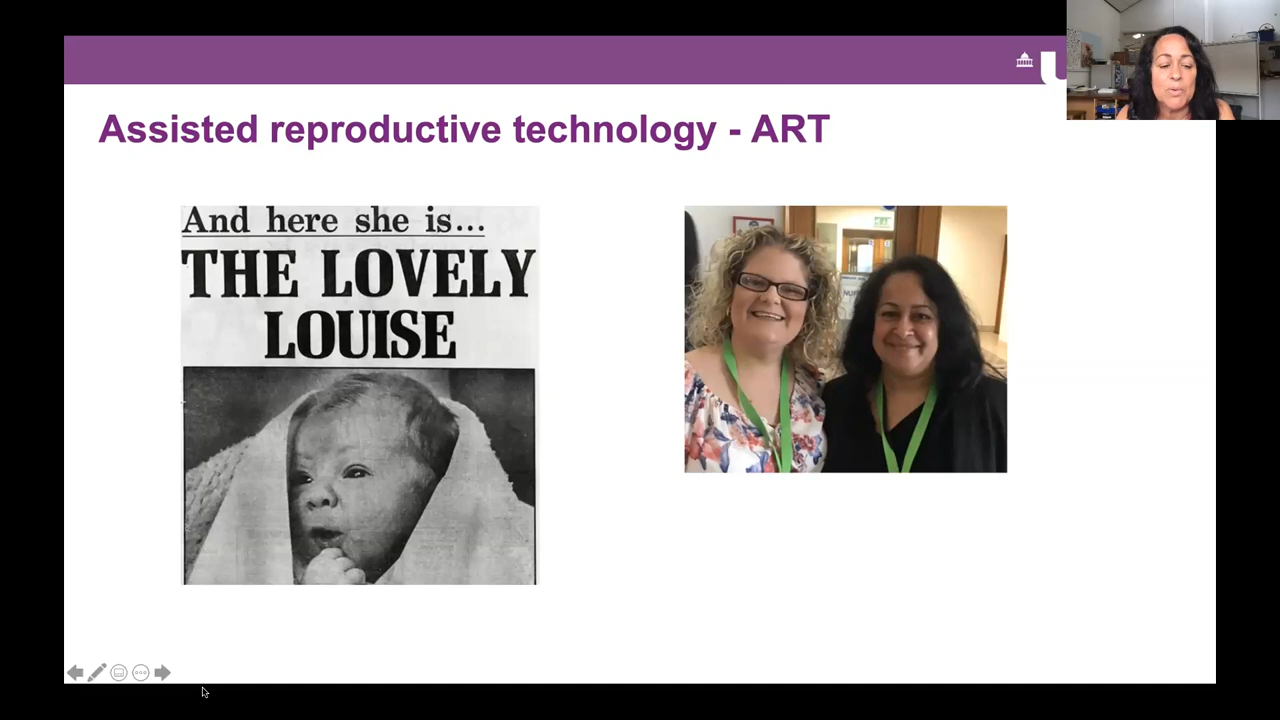 Assisted reproductive technology - ART
And here she is...
THE LOVELY
LOUISE